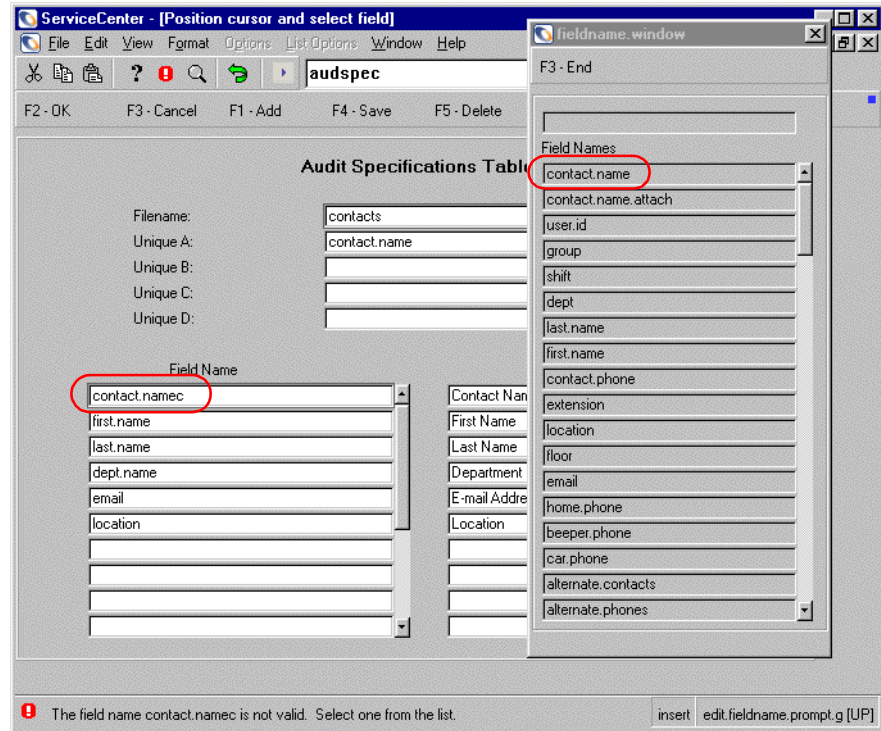 ServiceCenter - [Position cursor and select field]
File Edit View Format Options List Options Window Help
audspec
F2 - OK F3 - Cancel F1 - Add F4 - Save F5 - Delete
Audit Specifications Tabl
Filename: contacts
Unique A: contact.name
Unique B:
Unique C:
Unique D:
Field Name
contact.namec Contact Nan
first.name First Name
last.name Last Name
dept.name Department
email E-mail Addre
location Location
fieldname.window
F3 - End
Field Names
contact.name
contact.name.attach
user.id
group
shift
dept
last.name
first.name
contact.phone
extension
location
floor
email
home.phone
beeper.phone
car.phone
alternate.contacts
alternate.phones
The field name contact.namec is not valid. Select one from the list.
insert edit.fieldname.prompt.g [UP]